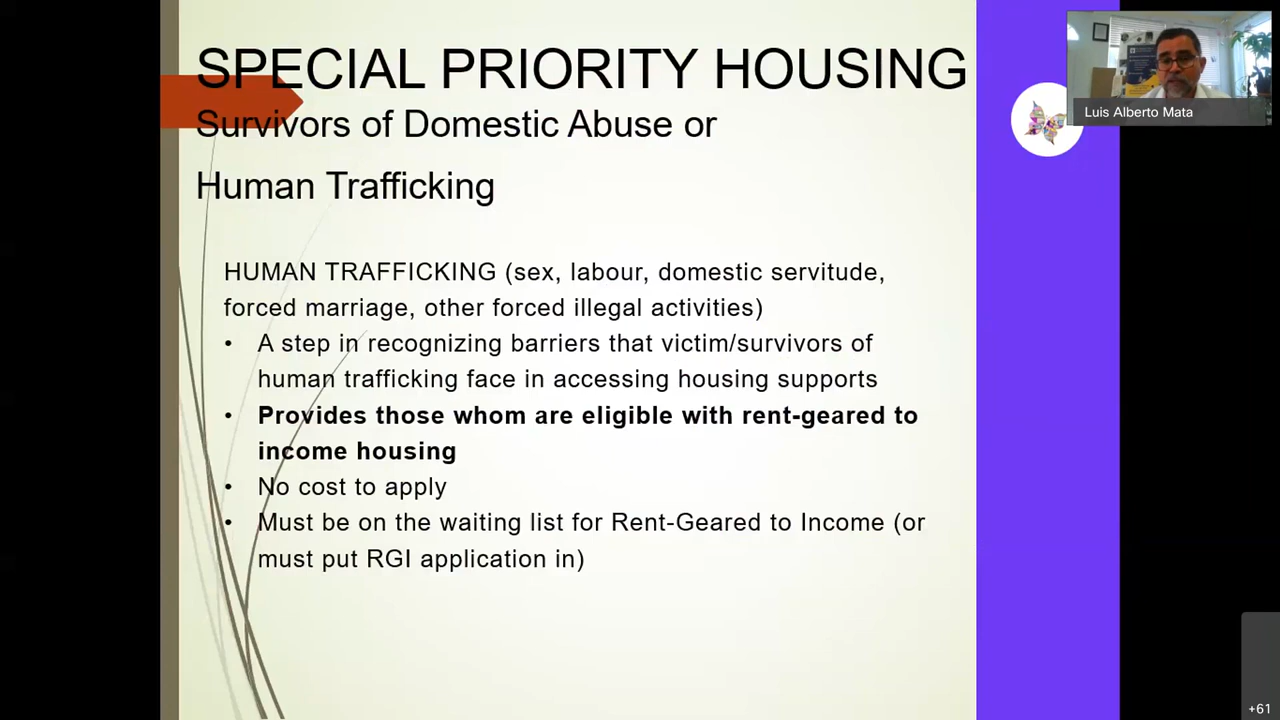 SPECIAL PRIORITY HOUSING
Survivors of Domestic Abuse or
Human Trafficking
HUMAN TRAFFICKING (sex, labour, domestic servitude,
forced marriage, other forced illegal activities)
• A step in recognizing barriers that victim/survivors of
human trafficking face in accessing housing supports
• Provides those whom are eligible with rent-geared to
income housing
• No cost to apply
• Must be on the waiting list for Rent-Geared to Income (or
must put RGI application in)
Luis Alberto Mata
+61